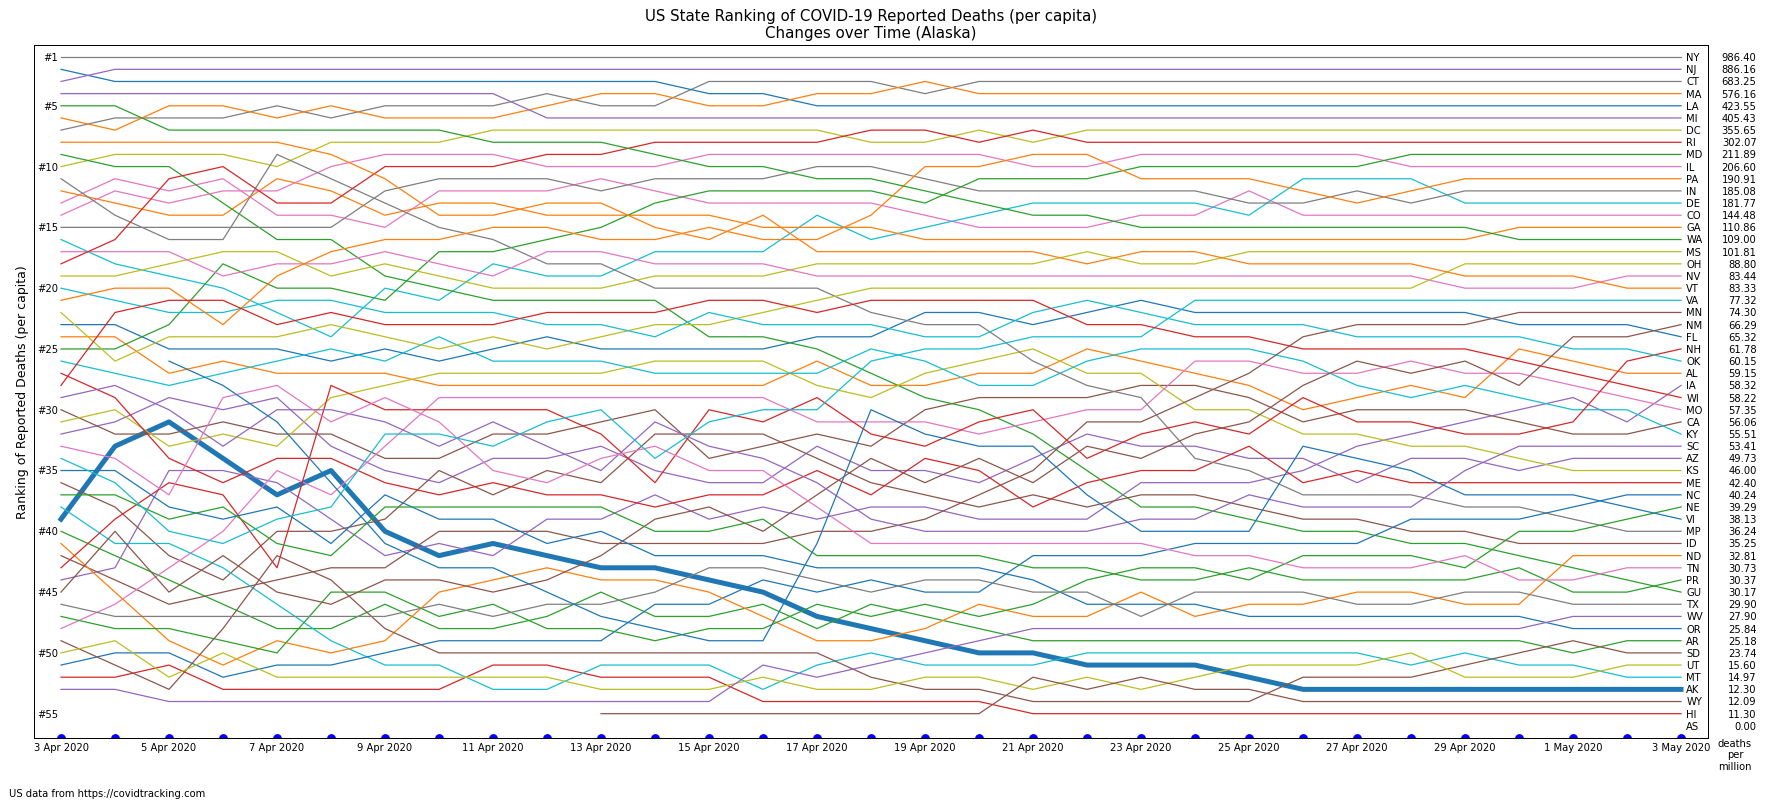 US State Ranking of COVID-19 Reported Deaths (per capita)
Changes over Time (Alaska)
Ranking of Reported Deaths (per capita)
#1
#5
#10
#15
#20
#25
#30
#35
#40
#45
#50
#55
NY 986.40
NJ 886.16
CT 683.25
MA 576.16
LA 423.55
MI 405.43
DC 355.65
RI 302.07
MD 211.89
IL 206.60
PA 190.91
IN 185.08
DE 181.77
CO 144.48
GA 110.86
WA 109.00
MS 101.81
OH 88.80
NV 83.44
VT 83.33
VA 77.32
MN 74.30
NM 66.29
FL 65.32
NH 61.78
OK 60.15
AL 59.15
IA 58.32
WI 58.22
MO 57.35
CA 56.06
KY 55.51
SC 53.41
AZ 49.73
KS 46.00
ME 42.40
NC 40.24
NE 39.29
VI 38.13
MP 36.24
ID 35.25
ND 32.81
TN 30.73
PR 30.37
GU 30.17
TX 29.90
WV 27.90
OR 25.84
AR 25.18
SD 23.74
UT 15.60
MT 14.97
AK 12.30
WY 12.09
HI 11.30
AS 0.00
3 Apr 2020 5 Apr 2020 7 Apr 2020 9 Apr 2020 11 Apr 2020 13 Apr 2020 15 Apr 2020 17 Apr 2020 19 Apr 2020 21 Apr 2020 23 Apr 2020 25 Apr 2020 27 Apr 2020 29 Apr 2020 1 May 2020 3 May 2020
deaths
per
million
US data from https://covidtracking.com